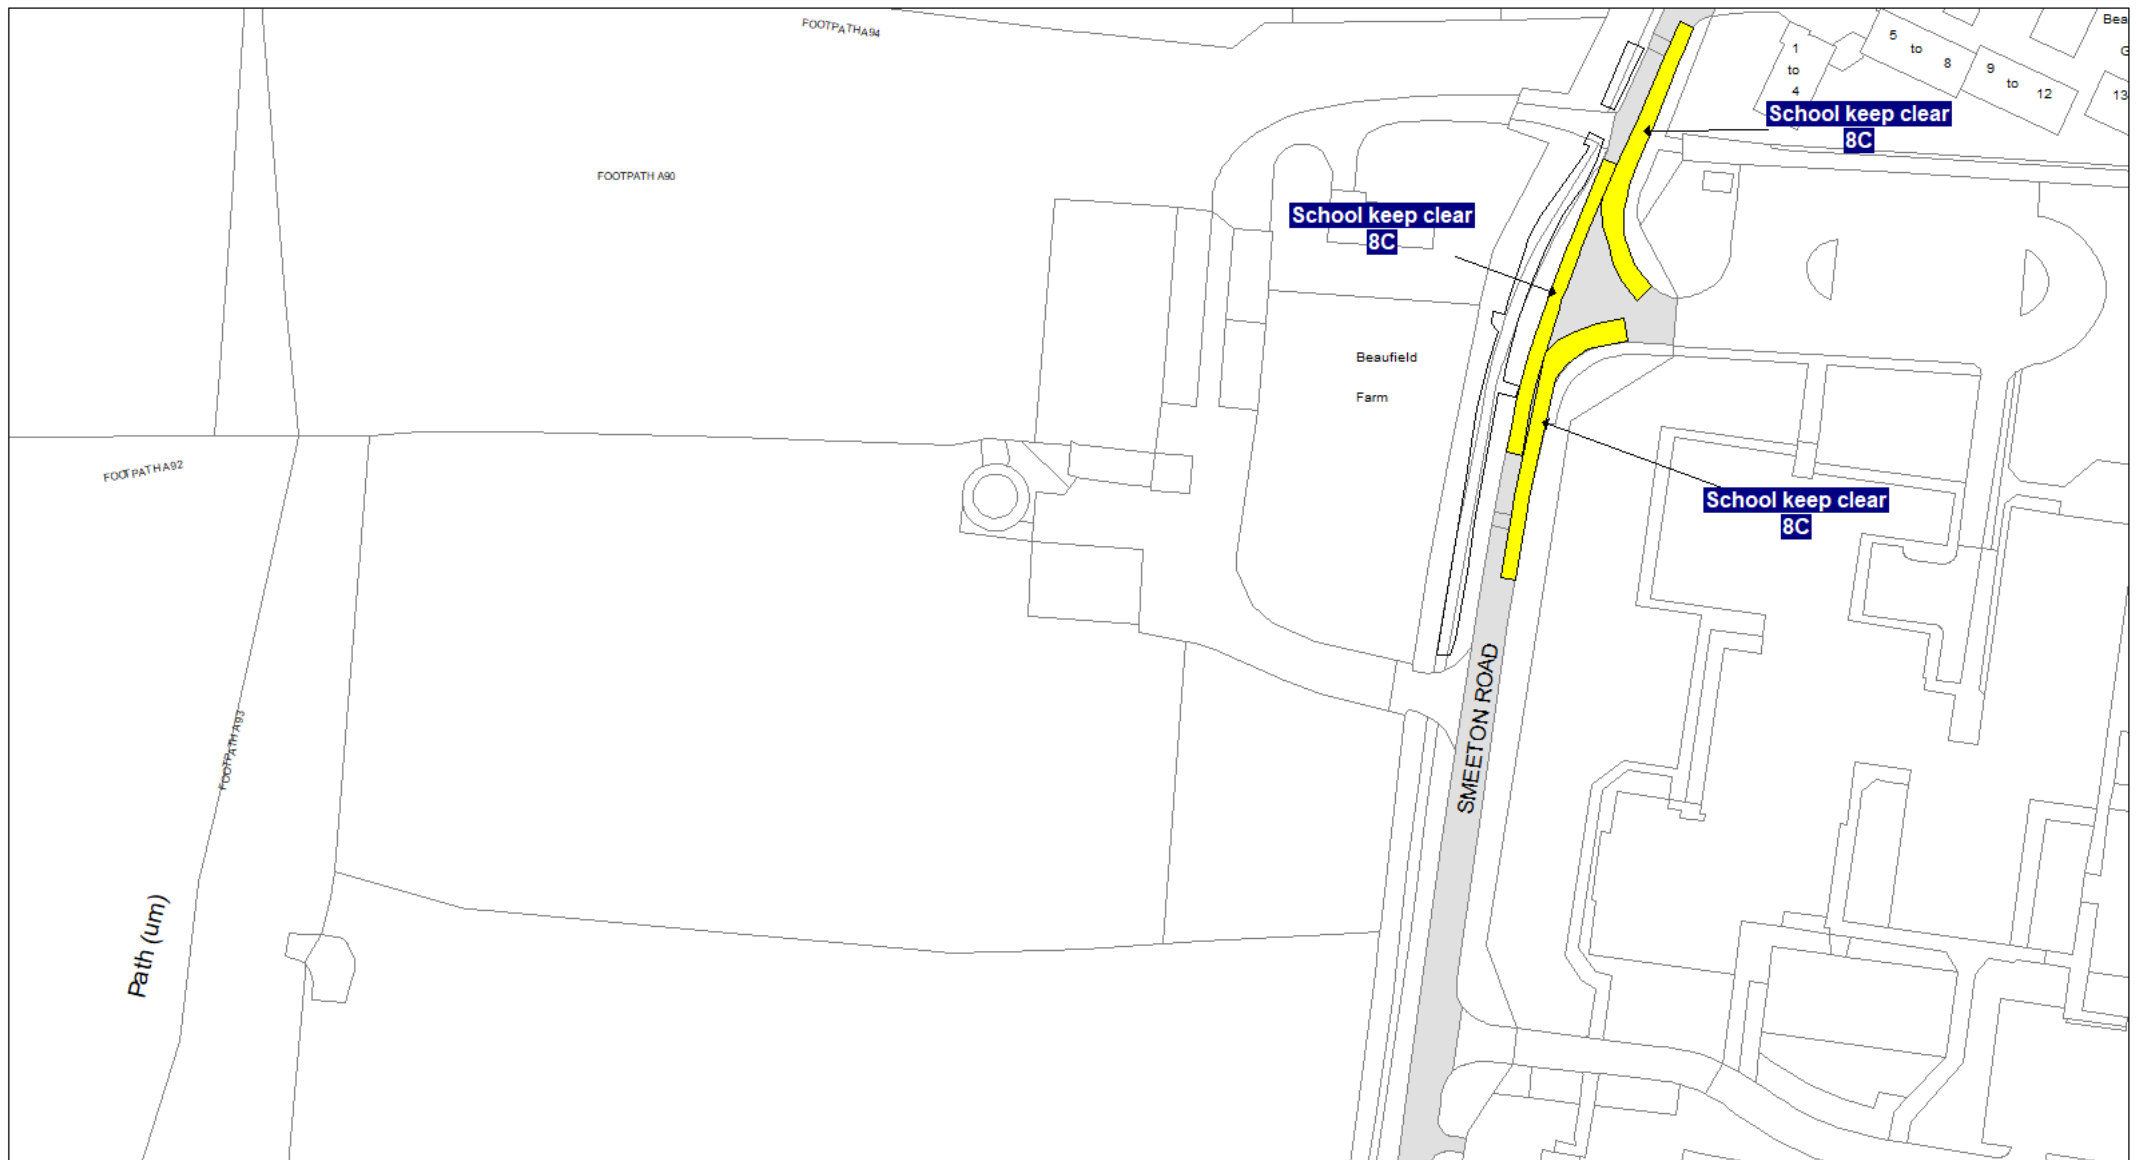 FOOTPATH A94
Bea
G
5
to
8
1
to
4
9
to
12
13
School keep clear
8C
FOOTPATH A90
School keep clear
8C
Beaufield
Farm
FOOTPATH A92
School keep clear
8C
SMEETON ROAD
FOOTPATH A93
Path (um)